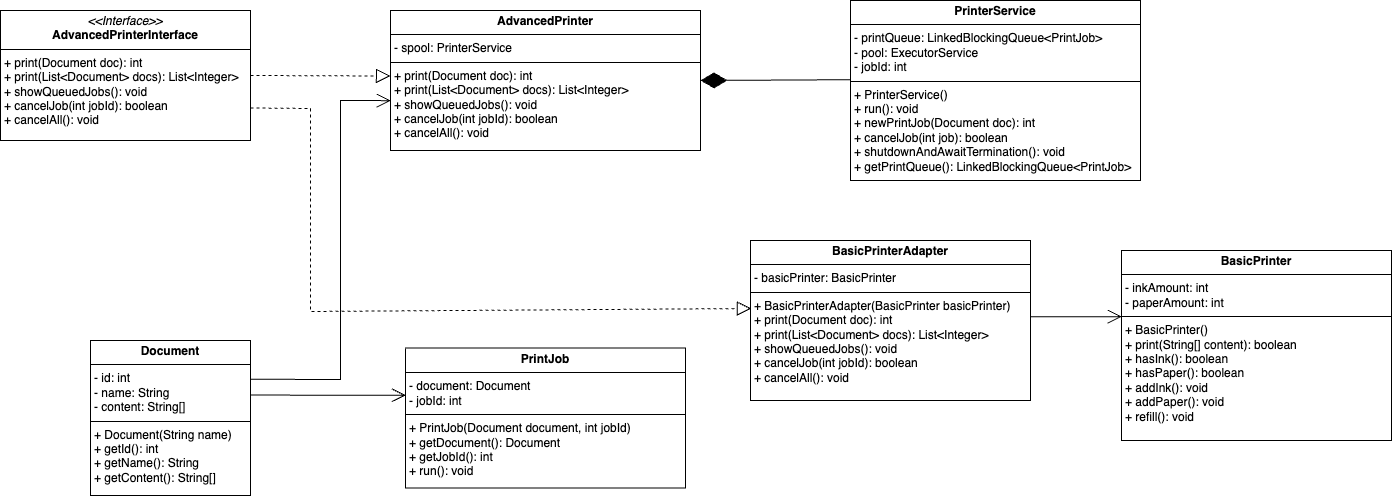 <<Interface>>
AdvancedPrinterInterface
+ print(Document doc): int
+ print(List<Document> docs): List<Integer>
+ showQueuedJobs(): void
+ cancelJob(int jobId): boolean
+ cancelAll(): void
AdvancedPrinter
- spool: PrinterService
+ print(Document doc): int
+ print(List<Document> docs): List<Integer>
+ showQueuedJobs(): void
+ cancelJob(int jobId): boolean
+ cancelAll(): void
PrinterService
- printQueue: LinkedBlockingQueue<PrintJob>
- pool: ExecutorService
- jobId: int
+ PrinterService()
+ run(): void
+ newPrintJob(Document doc): int
+ cancelJob(int job): boolean
+ shutdownAndAwaitTermination(): void
+ getPrintQueue(): LinkedBlockingQueue<PrintJob>
BasicPrinterAdapter
- basicPrinter: BasicPrinter
+ BasicPrinterAdapter(BasicPrinter basicPrinter)
+ print(Document doc): int
+ print(List<Document> docs): List<Integer>
+ showQueuedJobs(): void
+ cancelJob(int jobId): boolean
+ cancelAll(): void
BasicPrinter
- inkAmount: int
- paperAmount: int
+ BasicPrinter()
+ print(String[] content): boolean
+ hasInk(): boolean
+ hasPaper(): boolean
+ addInk(): void
+ addPaper(): void
+ refill(): void
Document
- id: int
- name: String
- content: String[]
+ Document(String name)
+ getId(): int
+ getName(): String
+ getContent(): String[]
PrintJob
- document: Document
- jobId: int
+ PrintJob(Document document, int jobId)
+ getDocument(): Document
+ getJobId(): int
+ run(): void